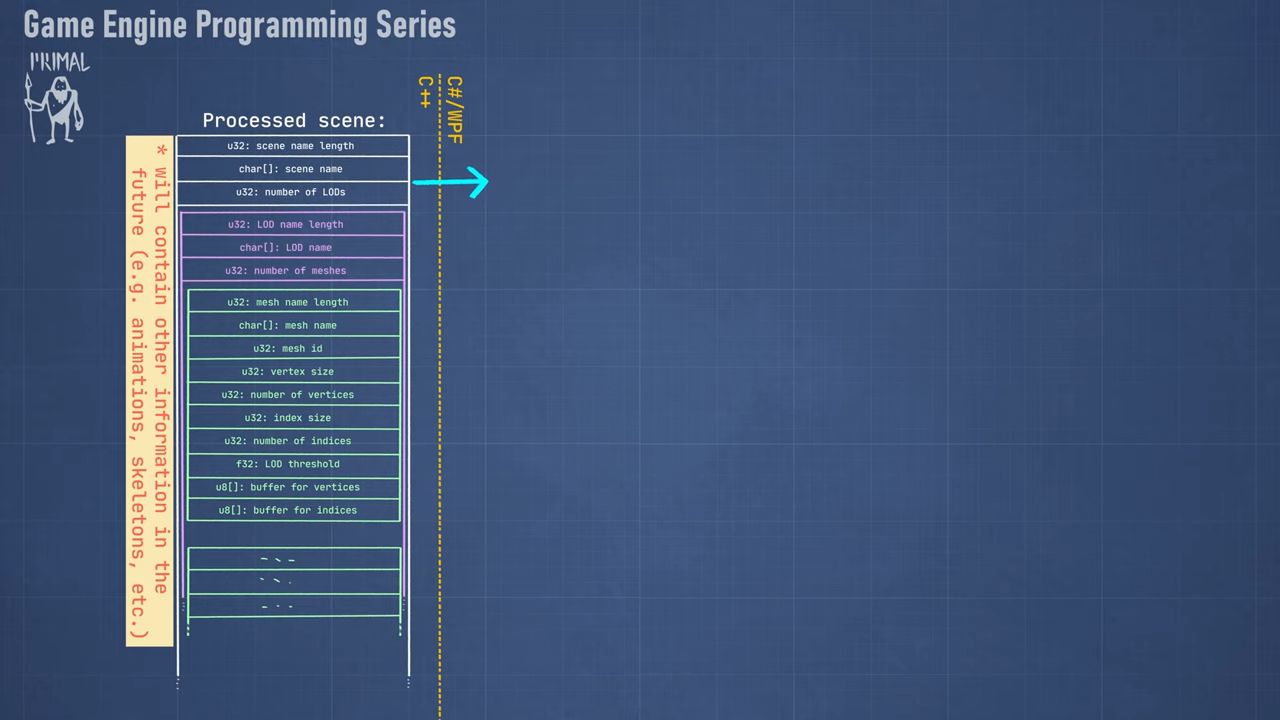 Game Engine Programming Series
PRIMAL
C++
C#/WPF
Processed scene:
u32: scene name length
char[]: scene name
u32: number of LODs
u32: LOD name length
char[]: LOD name
u32: number of meshes
u32: mesh name length
char[]: mesh name
u32: mesh id
u32: vertex size
u32: number of vertices
u32: index size
u32: number of indices
f32: LOD threshold
u8[]: buffer for vertices
u8[]: buffer for indices
* will contain other information in the
future (e.g. animations, skeletons, etc.)